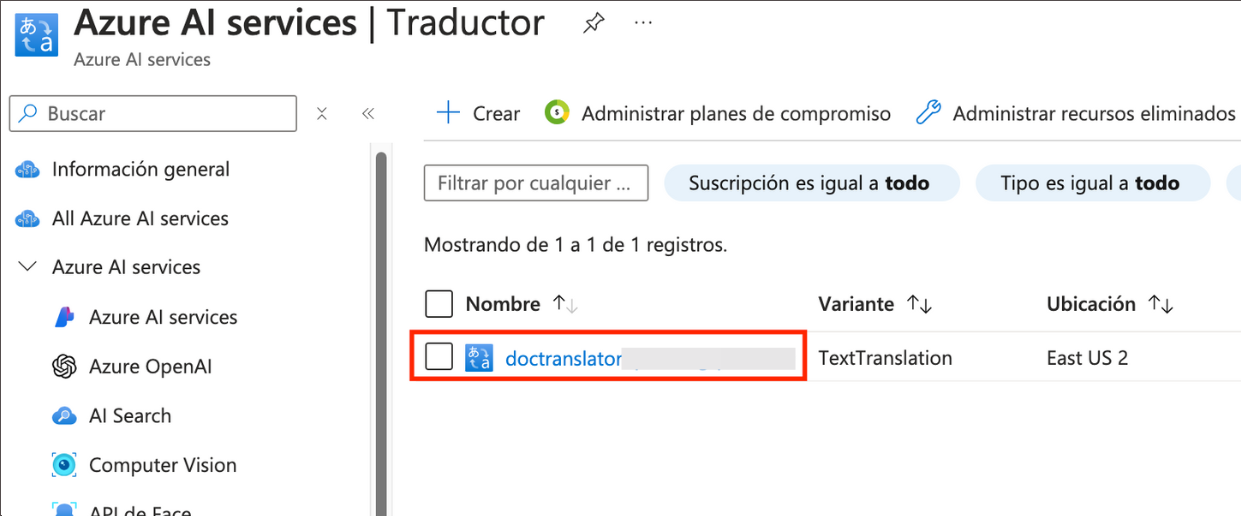 Azure AI services | Traductor
Azure AI services
Buscar
Crear
Administrar planes de compromiso
Administrar recursos eliminados
Información general
All Azure AI services
Azure AI services
Azure AI services
Azure OpenAI
AI Search
Computer Vision
API de Face
Filtrar por cualquier ...
Suscripción es igual a todo
Tipo es igual a todo
Mostrando de 1 a 1 de 1 registros.
Nombre
Variante
Ubicación
doctranslator
TextTranslation
East US 2